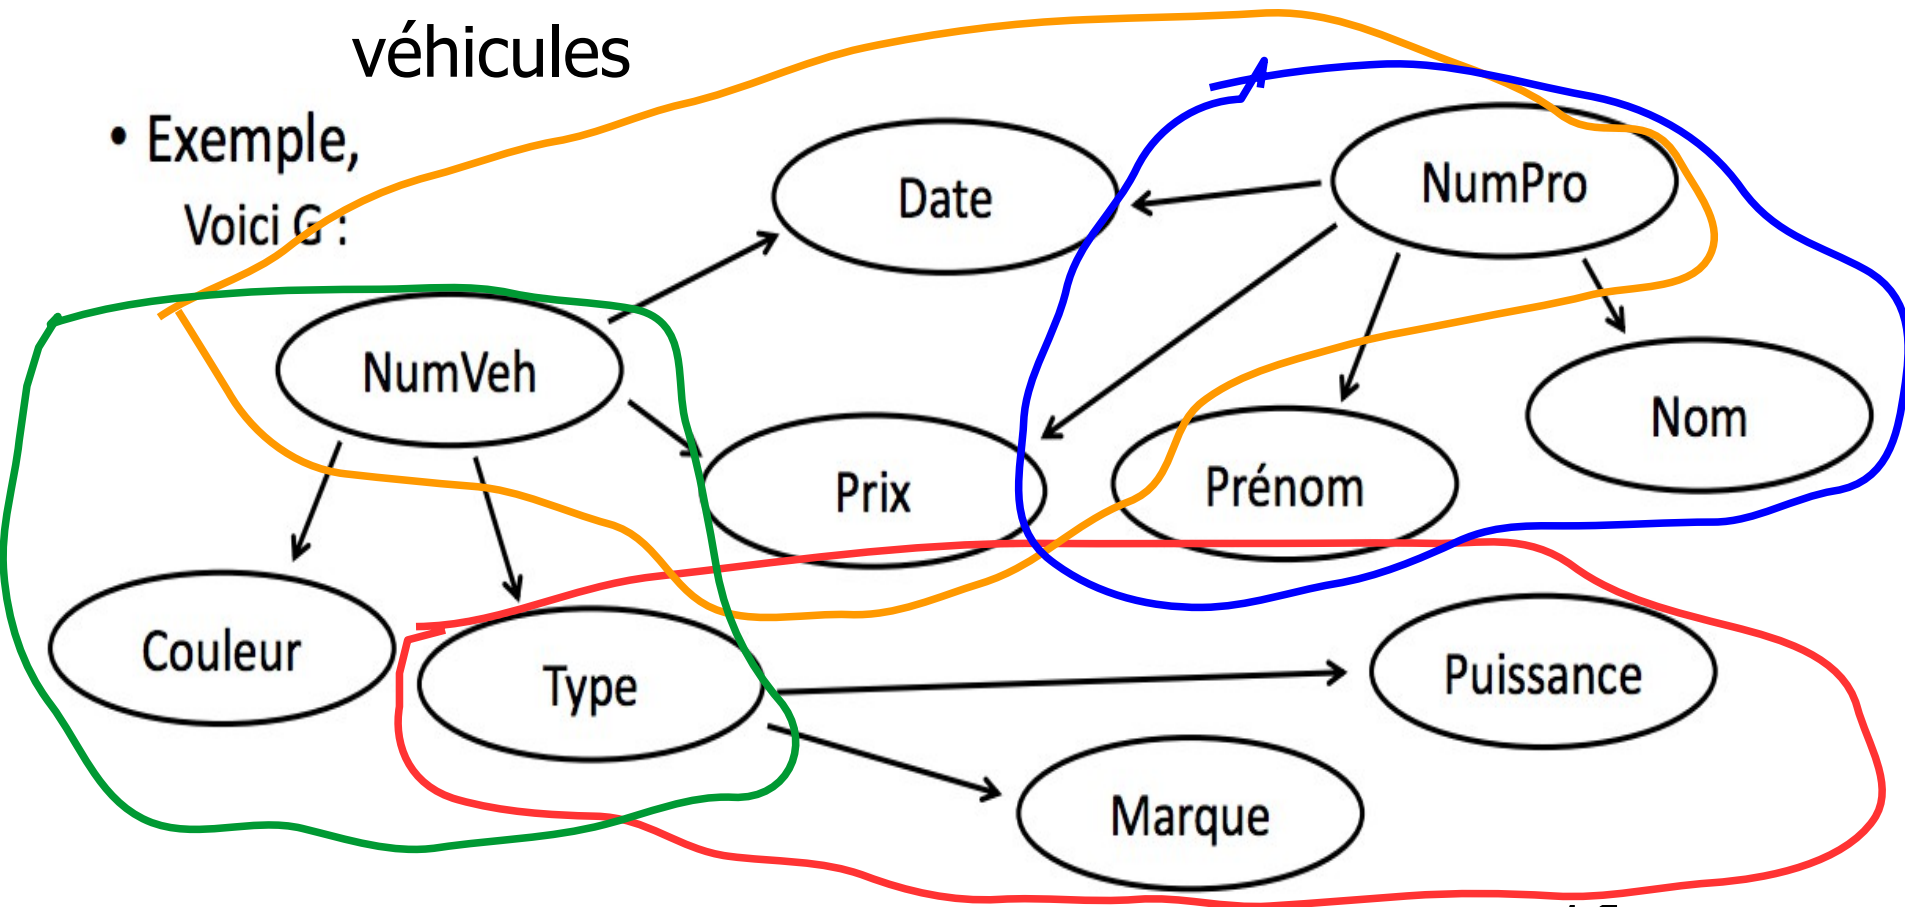 véhicules
• Exemple,
Voici G :
Date
NumPro
NumVeh
Nom
Prix
Prénom
Couleur
Type
Puissance
Marque